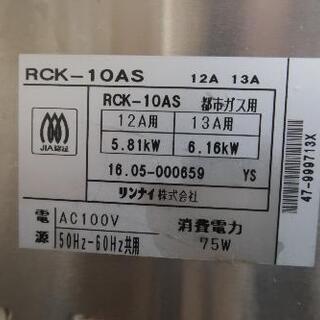 RCK-10AS 12A 13A
JIA認証
RCK-10AS 都市ガス用
12A用 13A用
5.81kW 6.16kW
16.05-000659 YS
リンナイ株式会社
電源 AC100V 消費電力
50Hz-60Hz共用 75W
47-999713X